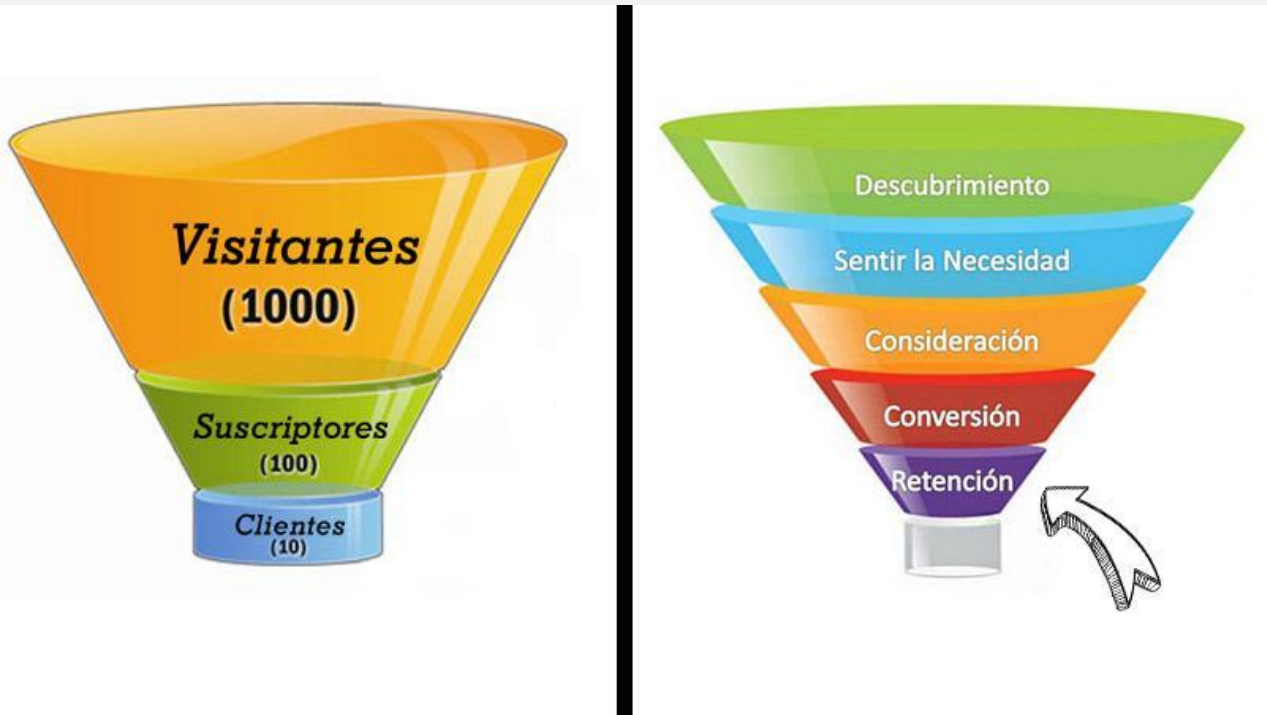 Visitantes
(1000)
Suscriptores
(100)
Clientes
(10)
Descubrimiento
Sentir la Necesidad
Consideración
Conversión
Retención